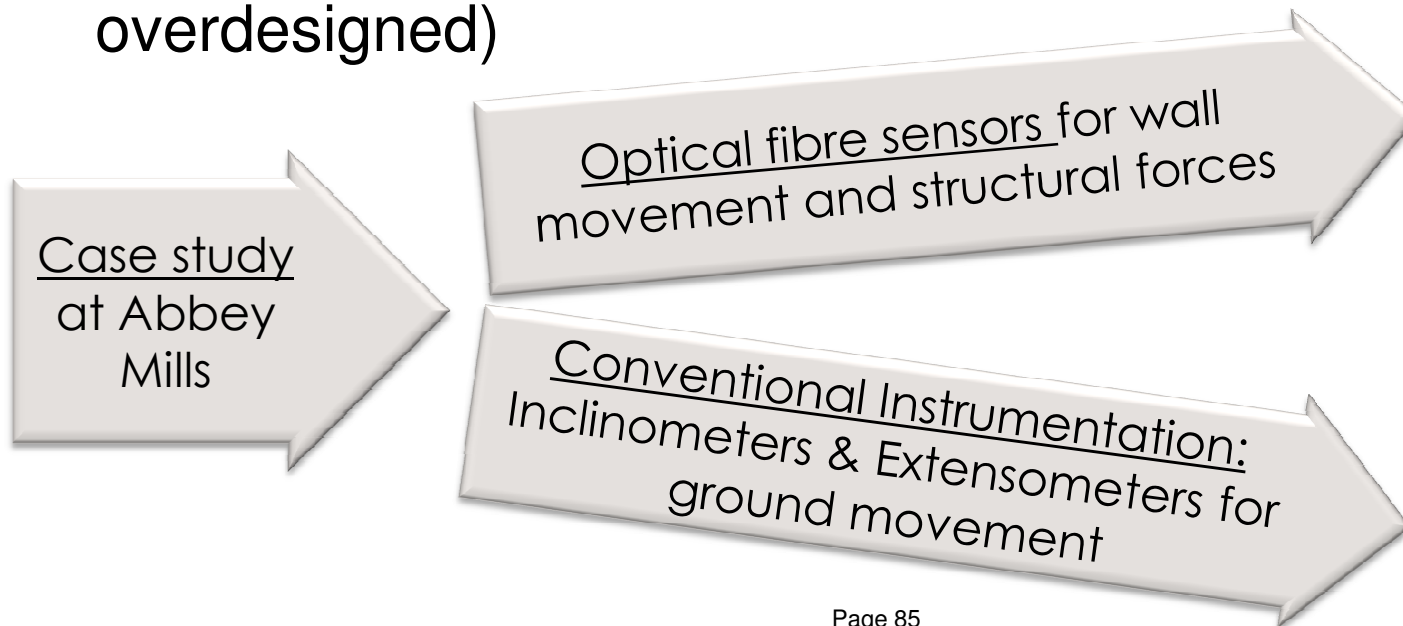 overdesigned)
Case study
at Abbey
Mills
Optical fibre sensors for wall
movement and structural forces
Conventional Instrumentation:
Inclinometers & Extensometers for
ground movement
Page 85